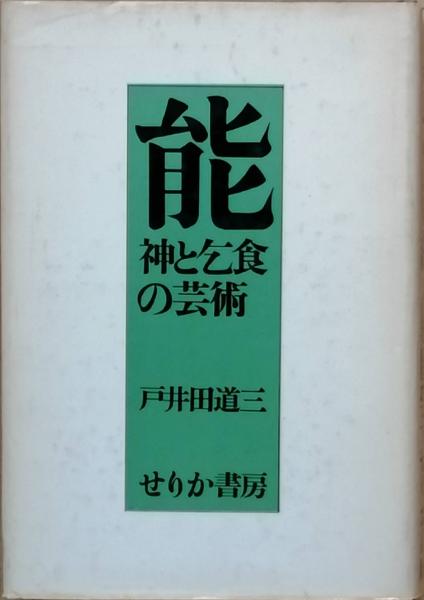 能
神と乞食
の芸術
戸井田道三
せりか書房